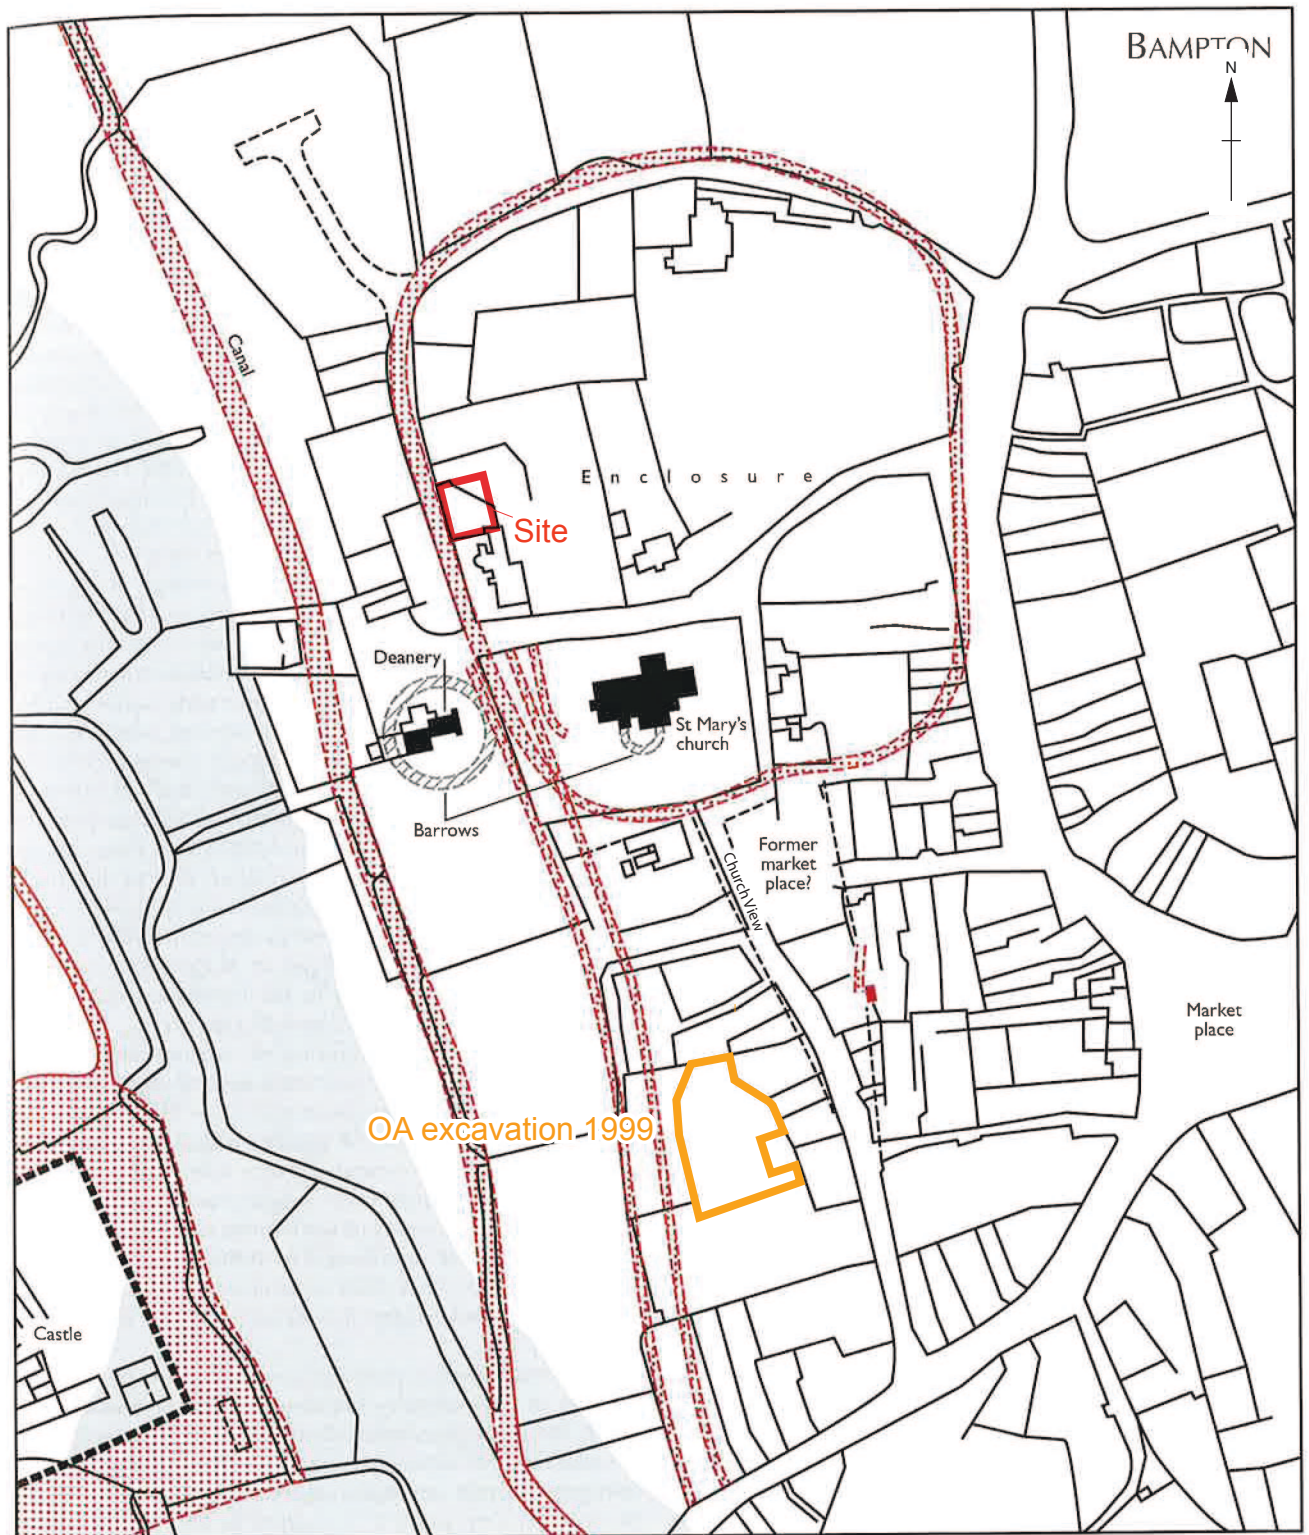 BAMPTON
N
Canal
Enclosure
Site
Deanery
St Mary's
church
Barrows
Former
market
place?
Church View
Market
place
OA excavation 1999
Castle